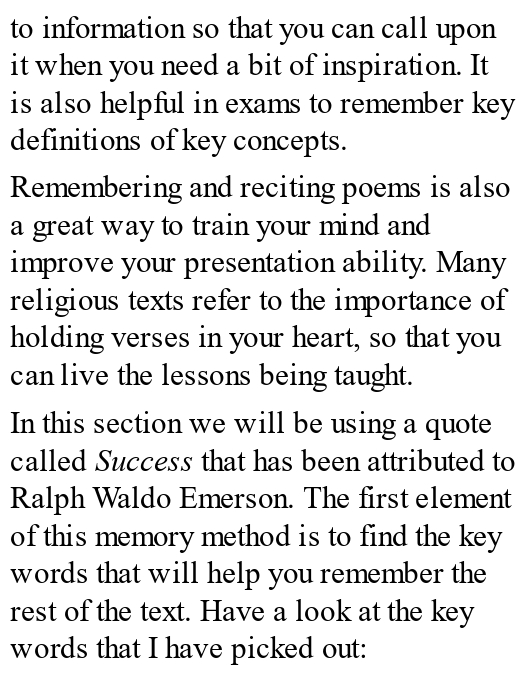 to information so that you can call upon
it when you need a bit of inspiration. It
is also helpful in exams to remember key
definitions of key concepts.
Remembering and reciting poems is also
a great way to train your mind and
improve your presentation ability. Many
religious texts refer to the importance of
holding verses in your heart, so that you
can live the lessons being taught.
In this section we will be using a quote
called Success that has been attributed to
Ralph Waldo Emerson. The first element
of this memory method is to find the key
words that will help you remember the
rest of the text. Have a look at the key
words that I have picked out: